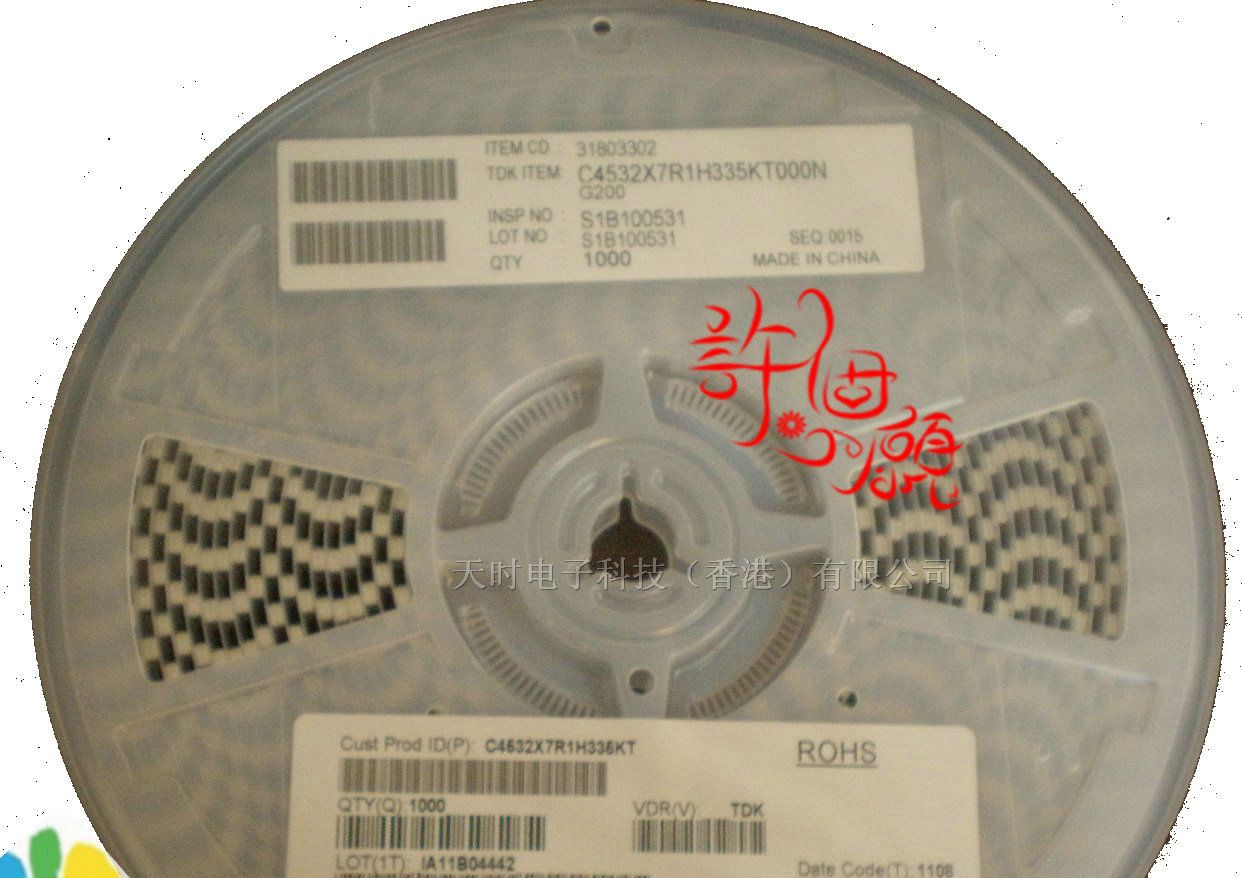 ITEM CD : 31803302
TDK ITEM: C4532X7R1H335KT000N
G200
INSP NO : S1B100531
LOT NO : S1B100531
SEQ 0015
QTY : 1000
MADE IN CHINA
許個願
天时电子科技（香港）有限公司
Cust Prod ID(P): C4532X7R1H335KT
ROHS
QTY(Q) 1000
VDR(V) TDK
LOT(1T): IA11B04442
Date Code(T): 1108